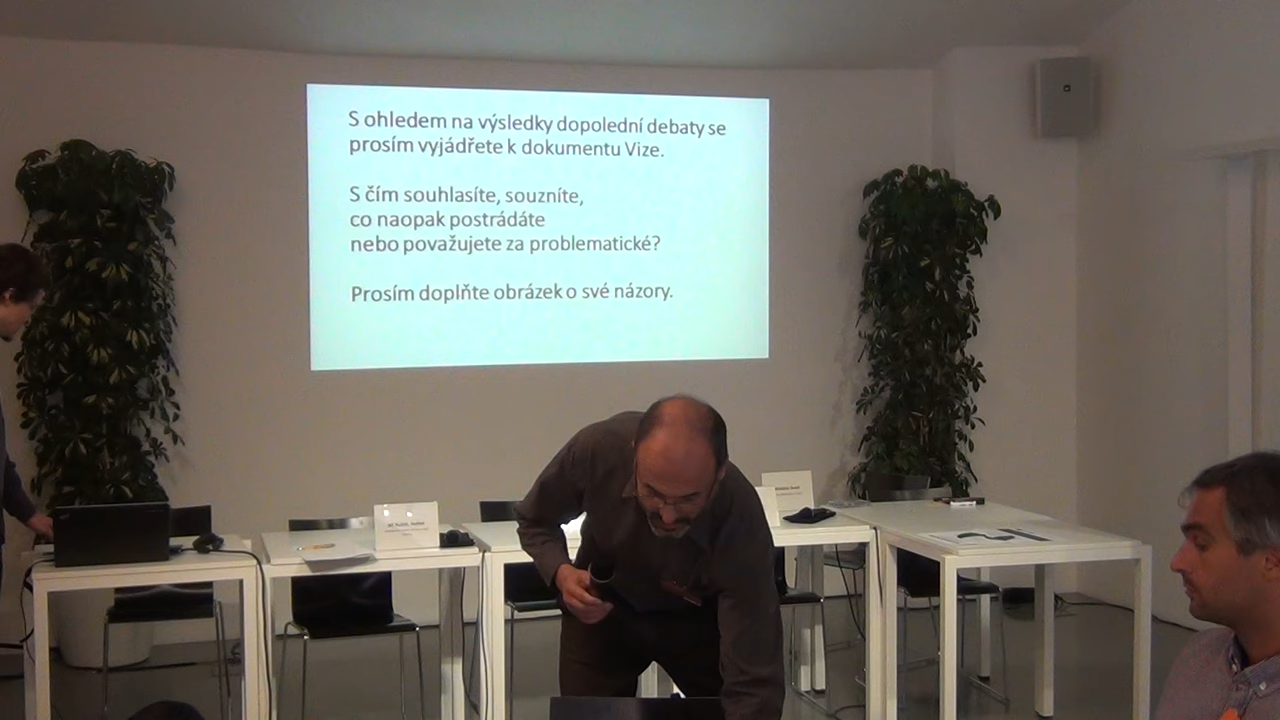 S ohledem na výsledky dopolední debaty se
prosím vyjádřete k dokumentu Vize.
S čím souhlasíte, souzníte,
co naopak postrádáte
nebo považujete za problematické?
Prosím doplňte obrázek o své názory.